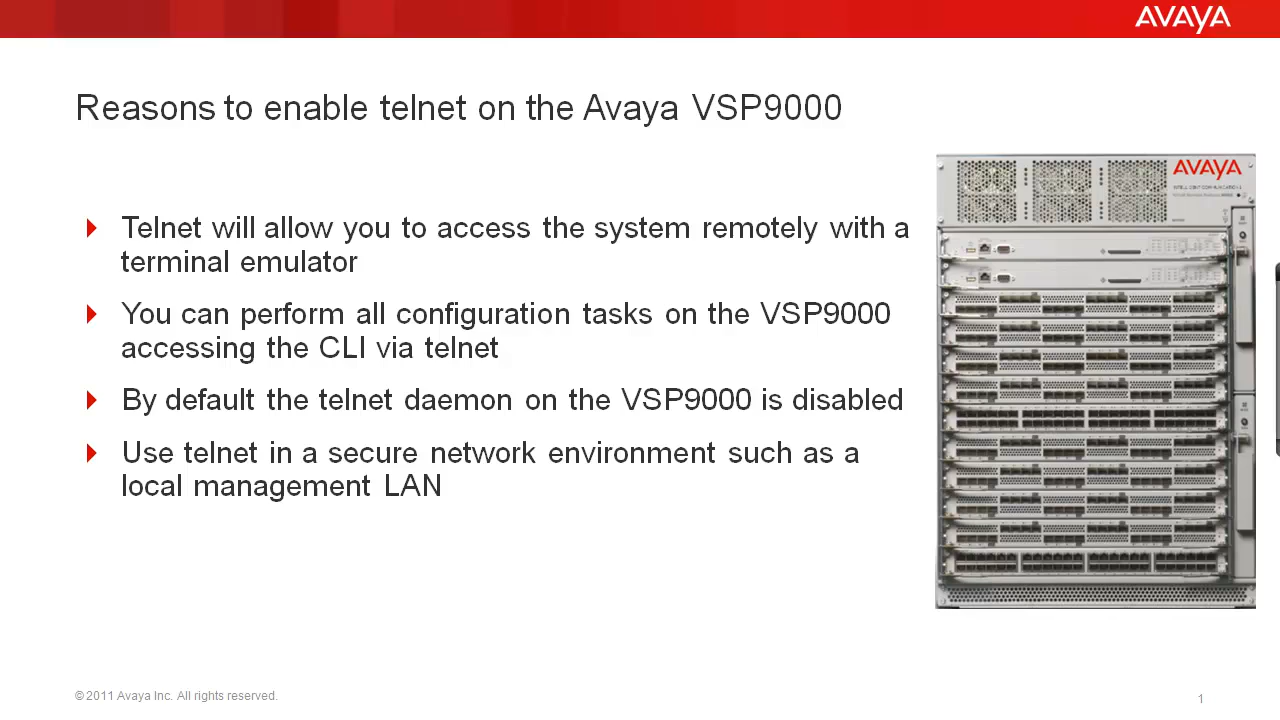 AVAYA
Reasons to enable telnet on the Avaya VSP9000
Telnet will allow you to access the system remotely with a
terminal emulator
You can perform all configuration tasks on the VSP9000
accessing the CLI via telnet
By default the telnet daemon on the VSP9000 is disabled
Use telnet in a secure network environment such as a
local management LAN
AVAYA
© 2011 Avaya Inc. All rights reserved.
1